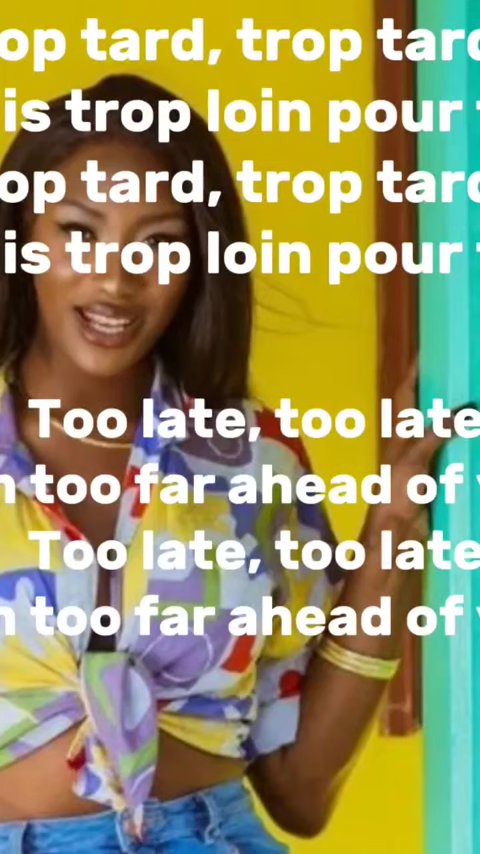 op tard, trop tard
is trop loin pour
op tard, trop tard
is trop loin pour
Too late, too late
too far ahead of
Too late, too late
too far ahead of